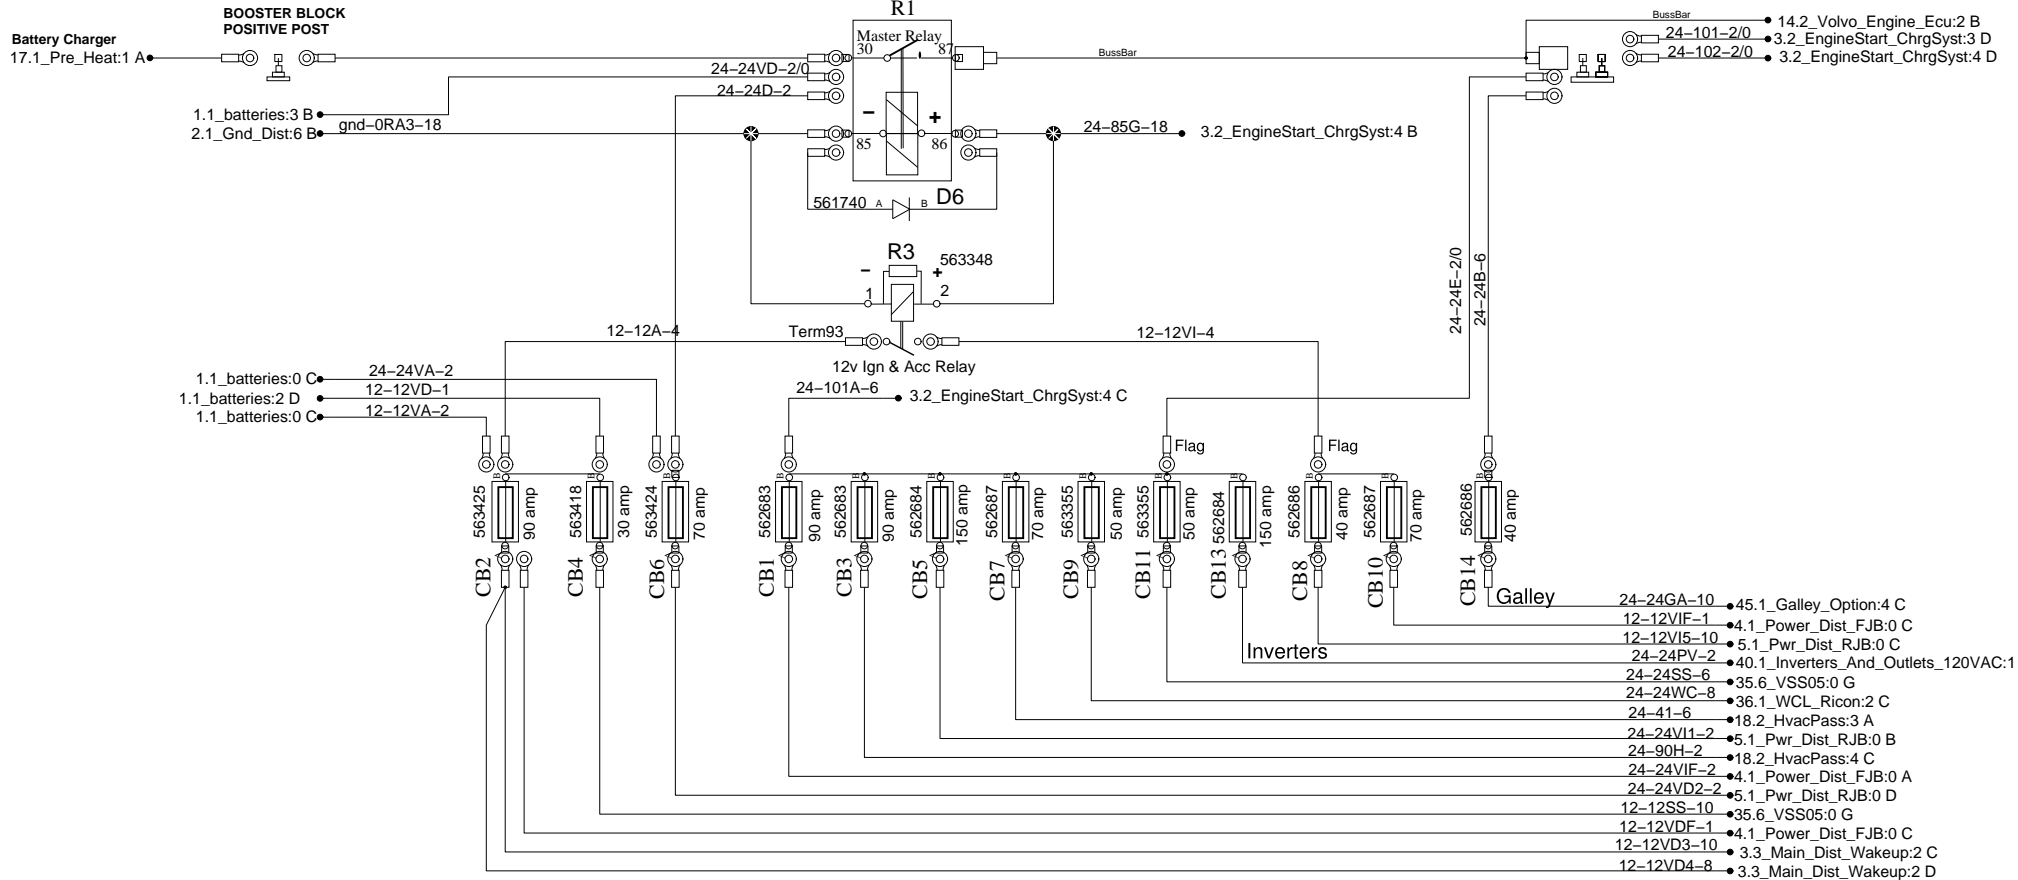 BOOSTER BLOCK
POSITIVE POST
R1
Battery Charger
17.1_Pre_Heat:1 A
Master Relay
30
87
BussBar
BussBar
14.2_Volvo_Engine_Ecu:2 B
24-101-2/0
3.2_EngineStart_ChrgSyst:3 D
24-102-2/0
3.2_EngineStart_ChrgSyst:4 D
24-24VD-2/0
24-24D-2
1.1_batteries:3 B
2.1_Gnd_Dist:6 B
gnd-0RA3-18
− +
85
86
24-85G-18
3.2_EngineStart_ChrgSyst:4 B
561740
A
B
D6
R3
− +
563348
1
2
24-24E-2/0
24-24B-6
12-12A-4
Term93
12-12VI-4
12v Ign & Acc Relay
1.1_batteries:0 C
24-24VA-2
1.1_batteries:2 D
12-12VD-1
1.1_batteries:0 C
12-12VA-2
24-101A-6
3.2_EngineStart_ChrgSyst:4 C
Flag
Flag
B B B B B B B B B B B B B
563425
90 amp
563418
30 amp
563424
70 amp
562683
90 amp
562683
90 amp
562684
150 amp
562687
70 amp
563355
50 amp
563355
50 amp
562684
150 amp
562686
40 amp
562687
70 amp
562686
40 amp
CB2
CB4
CB6
CB1
CB3
CB5
CB7
CB9
CB11
CB13
CB8
CB10
CB14
Galley
24-24GA-10
45.1_Galley_Option:4 C
12-12VIF-1
4.1_Power_Dist_FJB:0 C
12-12VI5-10
5.1_Pwr_Dist_RJB:0 C
Inverters
24-24PV-2
40.1_Inverters_And_Outlets_120VAC:1
24-24SS-6
35.6_VSS05:0 G
24-24WC-8
36.1_WCL_Ricon:2 C
24-41-6
18.2_HvacPass:3 A
24-24VI1-2
5.1_Pwr_Dist_RJB:0 B
24-90H-2
18.2_HvacPass:4 C
24-24VIF-2
4.1_Power_Dist_FJB:0 A
24-24VD2-2
5.1_Pwr_Dist_RJB:0 D
12-12SS-10
35.6_VSS05:0 G
12-12VDF-1
4.1_Power_Dist_FJB:0 C
12-12VD3-10
3.3_Main_Dist_Wakeup:2 C
12-12VD4-8
3.3_Main_Dist_Wakeup:2 D